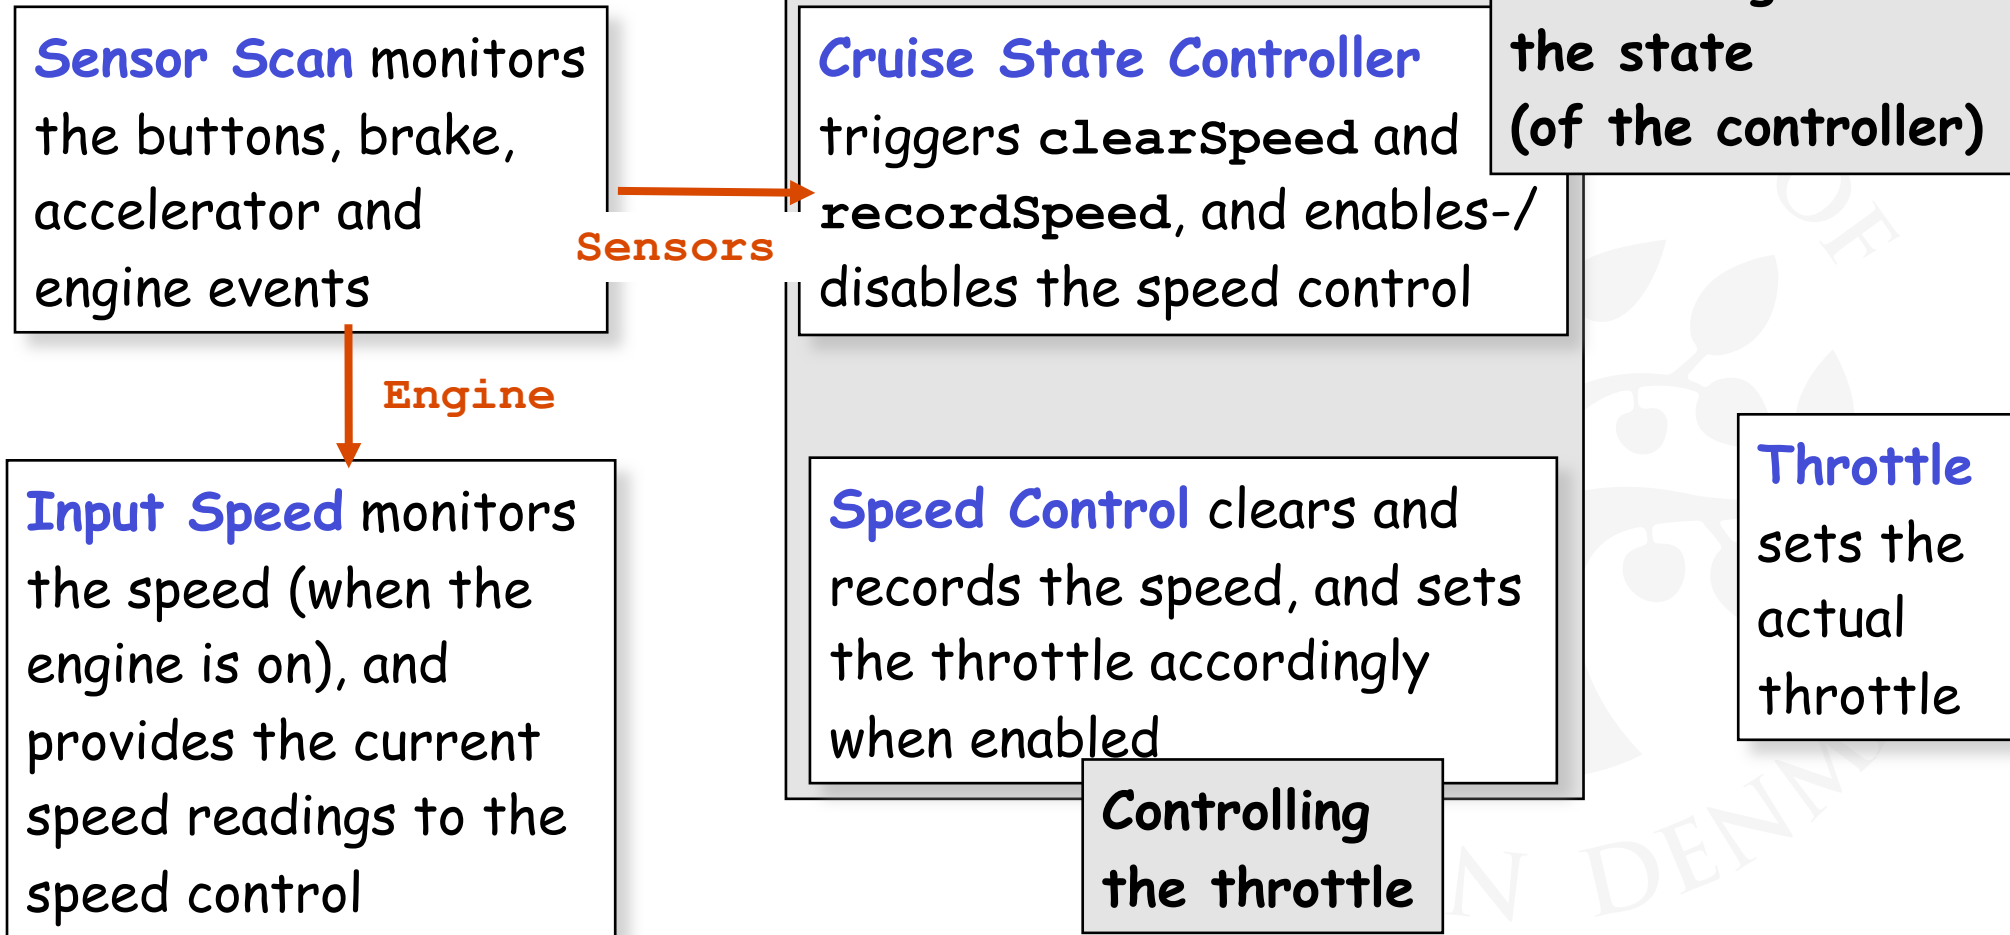 Sensor Scan monitors
the buttons, brake,
accelerator and
engine events
Sensors
Cruise State Controller
triggers clearSpeed and
recordSpeed, and enables-/
disables the speed control
the state
(of the controller)
Engine
Input Speed monitors
the speed (when the
engine is on), and
provides the current
speed readings to the
speed control
Speed Control clears and
records the speed, and sets
the throttle accordingly
when enabled
Controlling
the throttle
Throttle
sets the
actual
throttle
OF